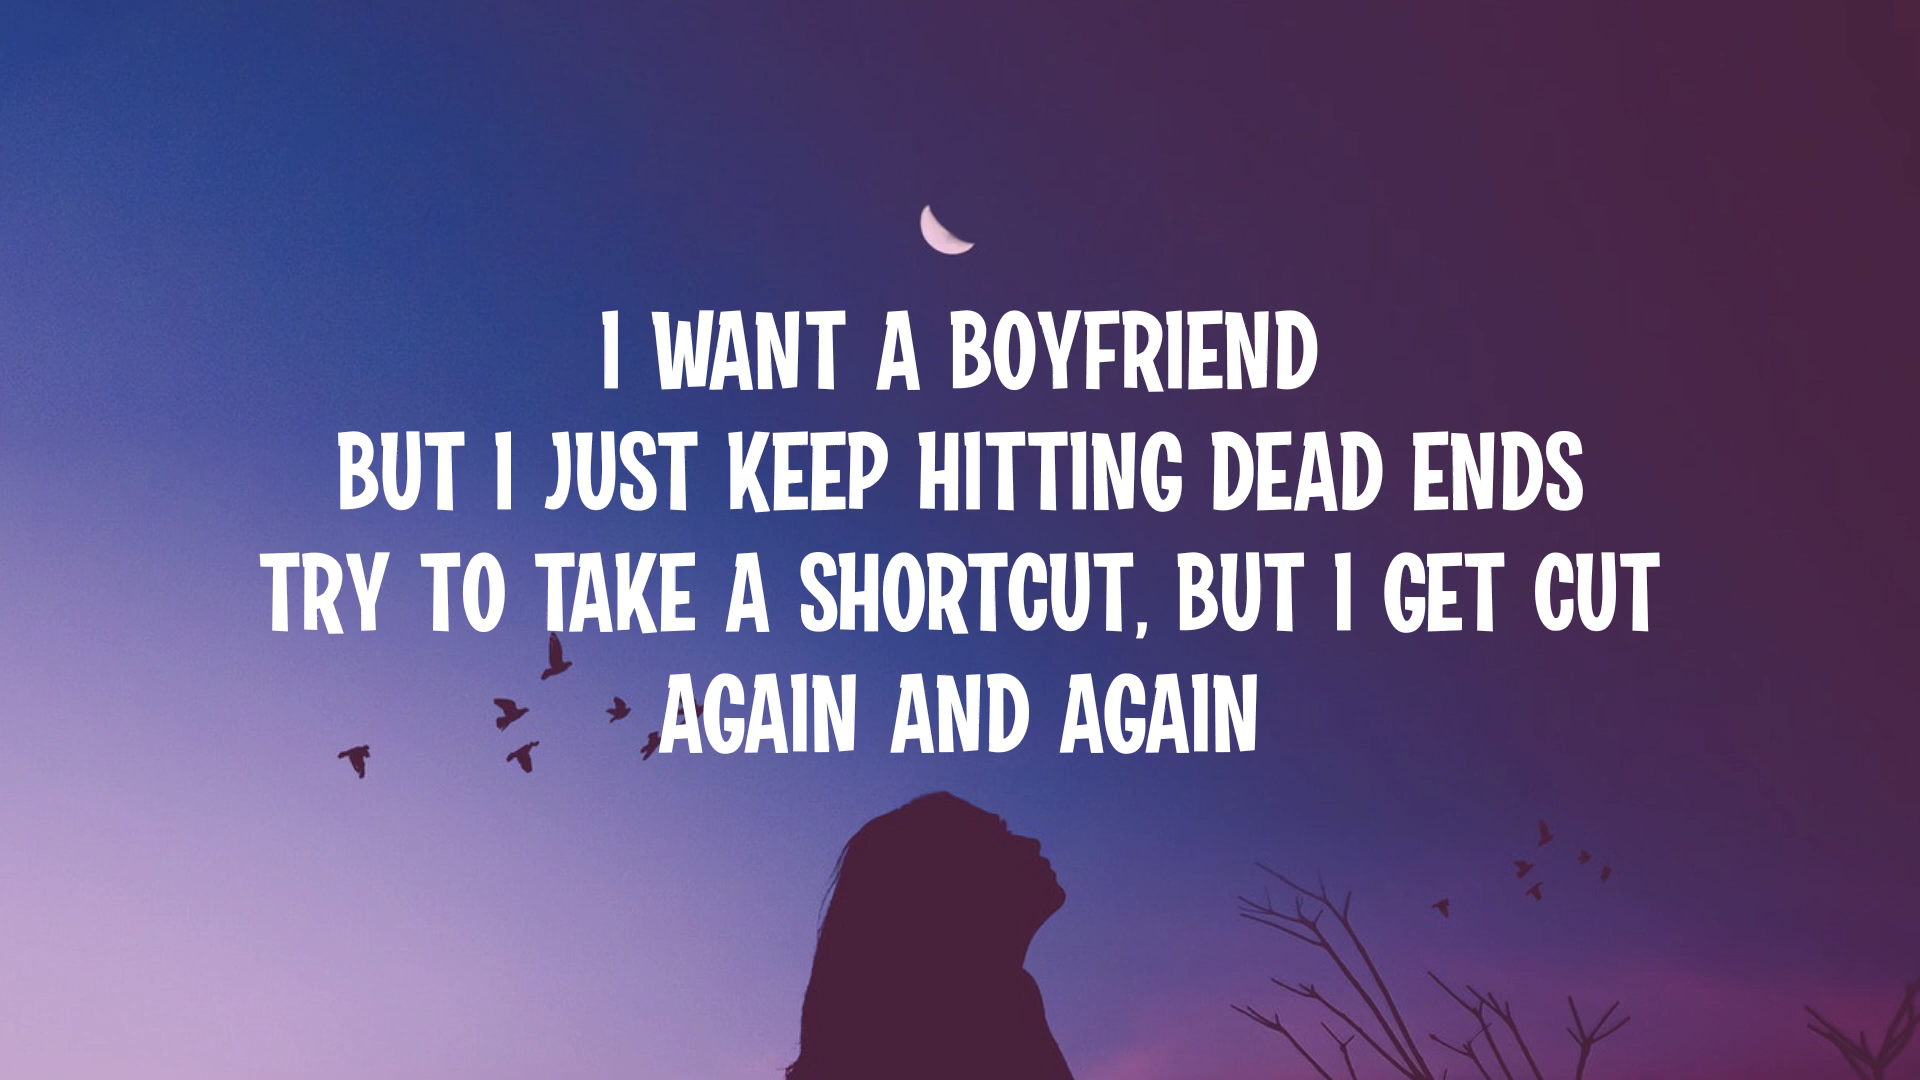 I WANT A BOYFRIEND
BUT I JUST KEEP HITTING DEAD ENDS
TRY TO TAKE A SHORTCUT, BUT I GET CUT
AGAIN AND AGAIN